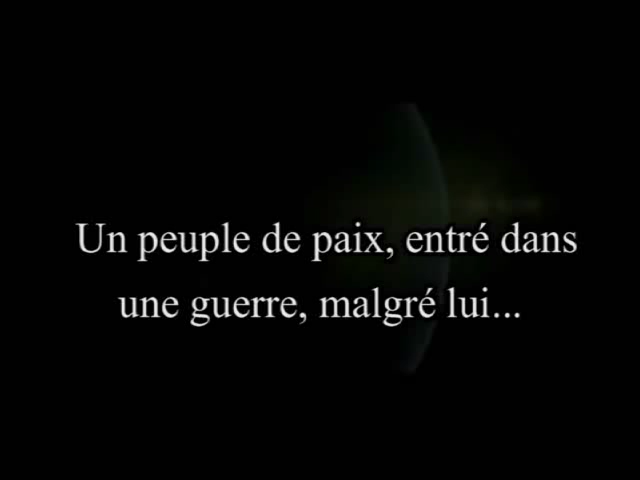 Un peuple de paix, entré dans
une guerre, malgré lui...